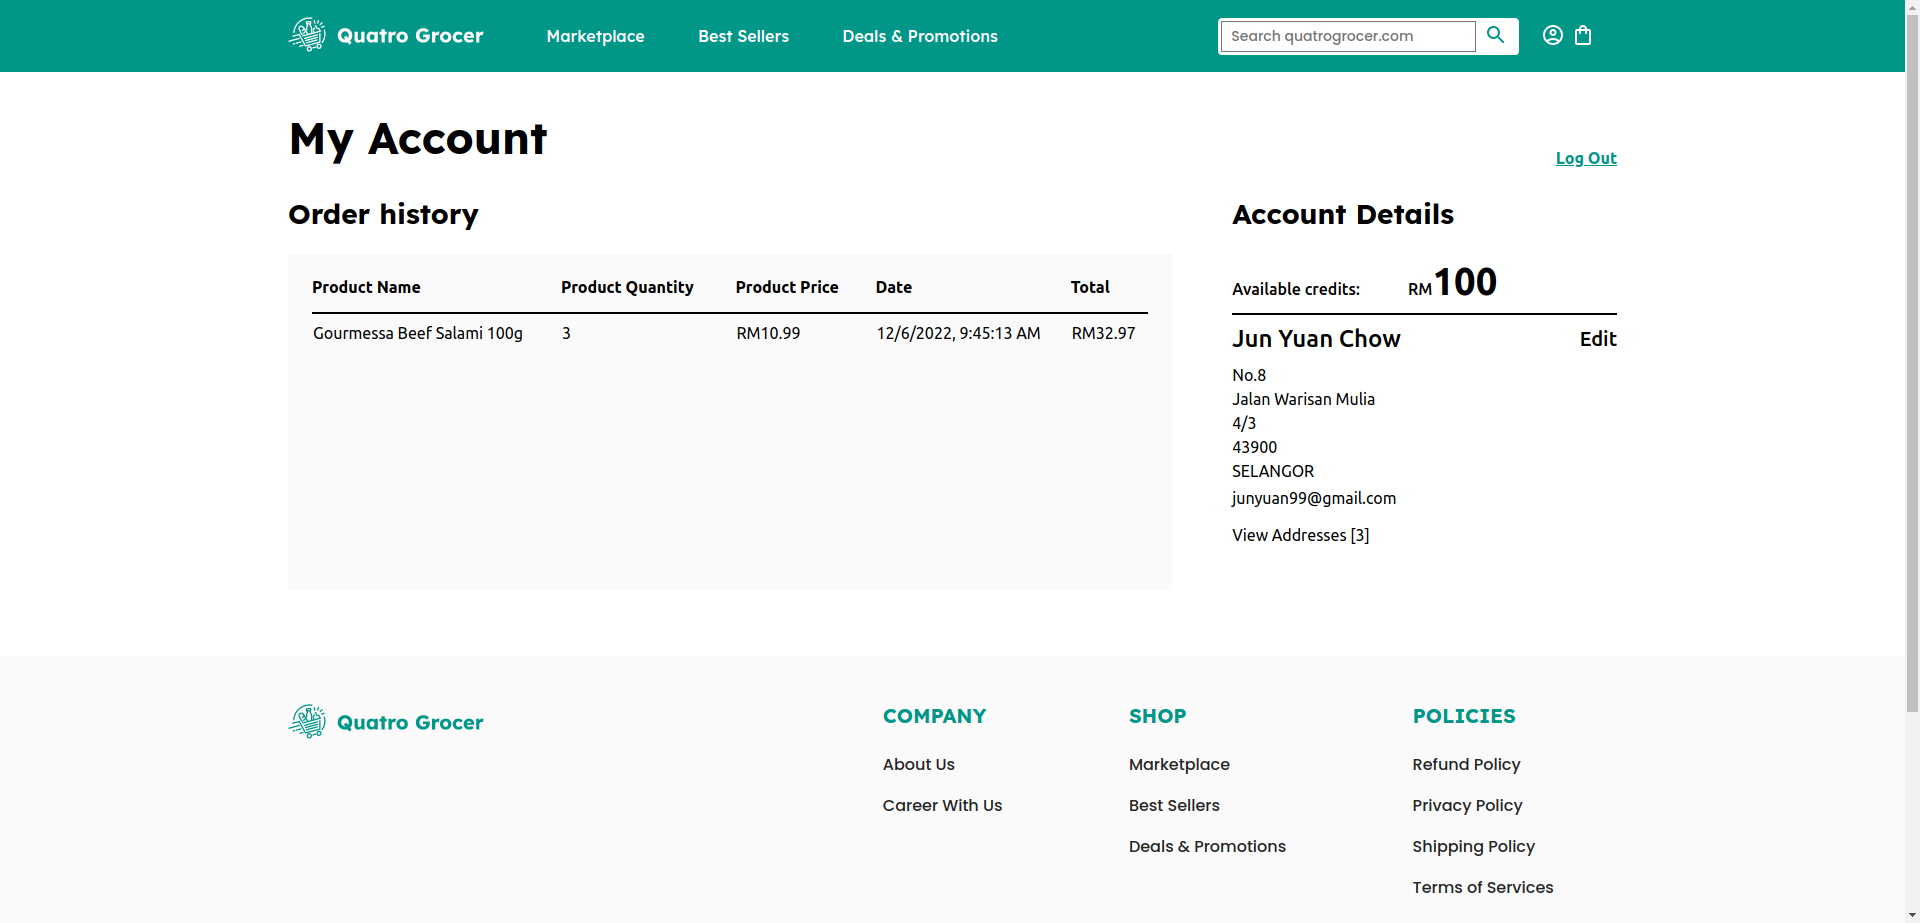 Quatro Grocer
Marketplace
Best Sellers
Deals & Promotions
Search quatrogrocer.com
My Account
Log Out
Order history
Product Name Product Quantity Product Price Date Total
Gourmessa Beef Salami 100g 3 RM10.99 12/6/2022, 9:45:13 AM RM32.97
Account Details
Available credits: RM100
Jun Yuan Chow Edit
No.8
Jalan Warisan Mulia
4/3
43900
SELANGOR
junyuan99@gmail.com
View Addresses [3]
Quatro Grocer
COMPANY
About Us
Career With Us
SHOP
Marketplace
Best Sellers
Deals & Promotions
POLICIES
Refund Policy
Privacy Policy
Shipping Policy
Terms of Services